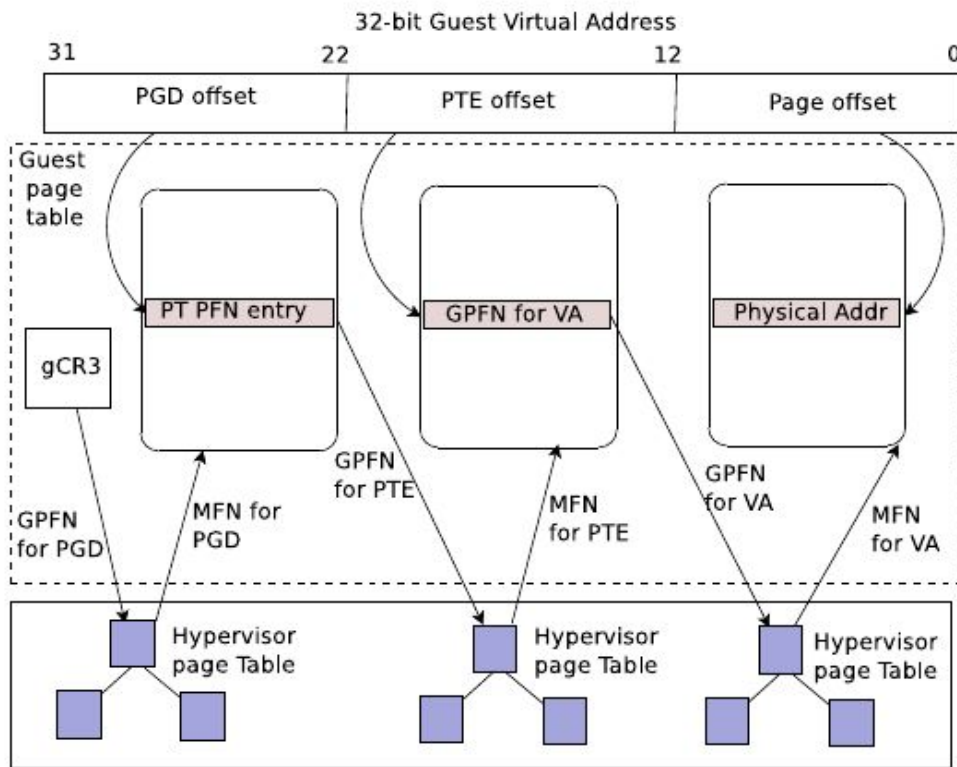 32-bit Guest Virtual Address
31
22
12
0
PGD offset
PTE offset
Page offset
Guest
page
table
PT PFN entry
GPFN for VA
Physical Addr
gCR3
GPFN
for PGD
MFN for
PGD
GPFN
for PTE
MFN
for PTE
GPFN
for VA
MFN
for VA
Hypervisor
page Table
Hypervisor
page Table
Hypervisor
page Table